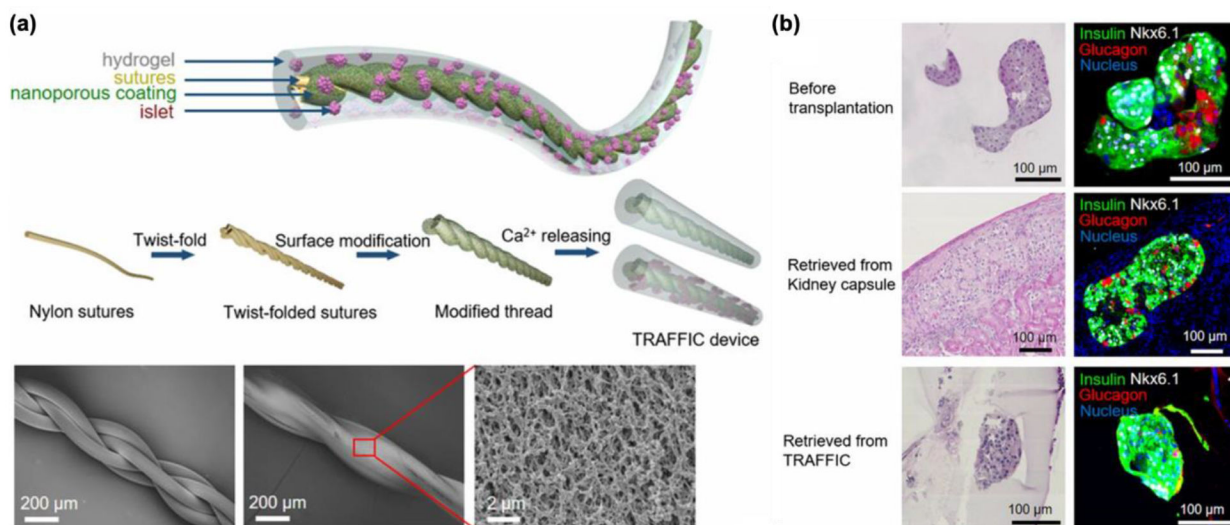 (a)
hydrogel
sutures
nanoporous coating
islet
Twist-fold
Surface modification
Ca²⁺ releasing
Nylon sutures
Twist-folded sutures
Modified thread
TRAFFIC device
200 µm
200 µm
2 µm
(b)
Before
transplantation
100 µm
Insulin Nkx6.1
Glucagon
Nucleus
100 µm
Retrieved from
Kidney capsule
100 µm
Insulin Nkx6.1
Glucagon
Nucleus
100 µm
Retrieved from
TRAFFIC
100 µm
Insulin Nkx6.1
Glucagon
Nucleus
100 µm